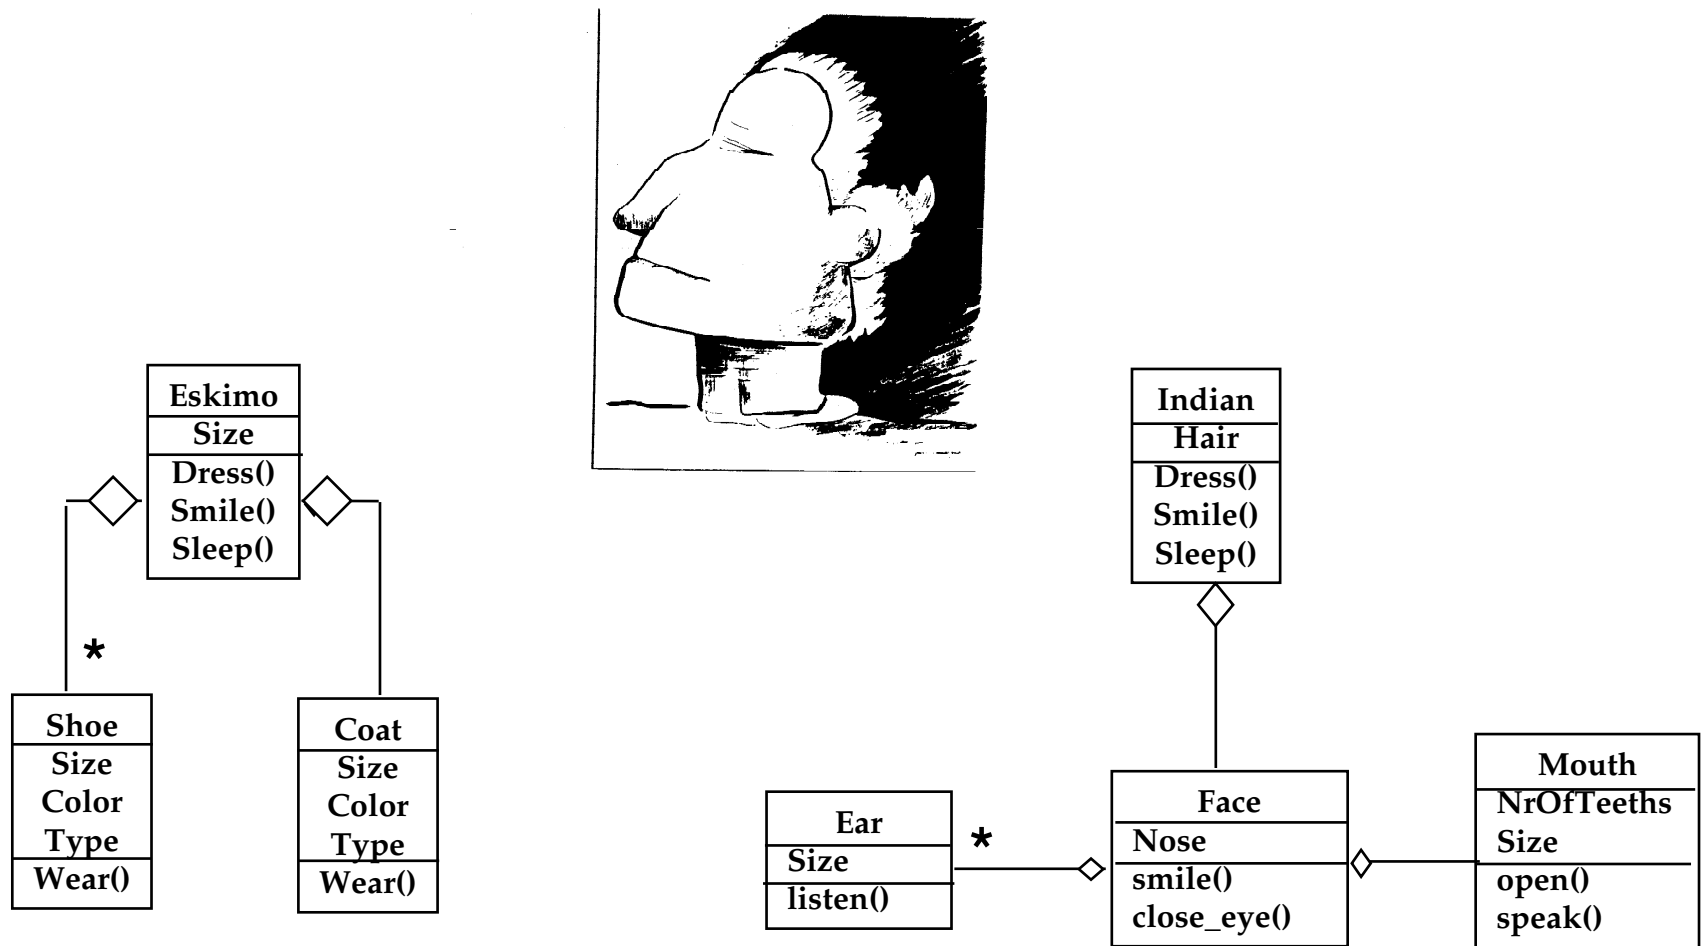 Eskimo
Size
Dress()
Smile()
Sleep()
*
Shoe
Size
Color
Type
Wear()
Coat
Size
Color
Type
Wear()
Indian
Hair
Dress()
Smile()
Sleep()
Ear
Size
listen()
*
Face
Nose
smile()
close_eye()
Mouth
NrOfTeeths
Size
open()
speak()